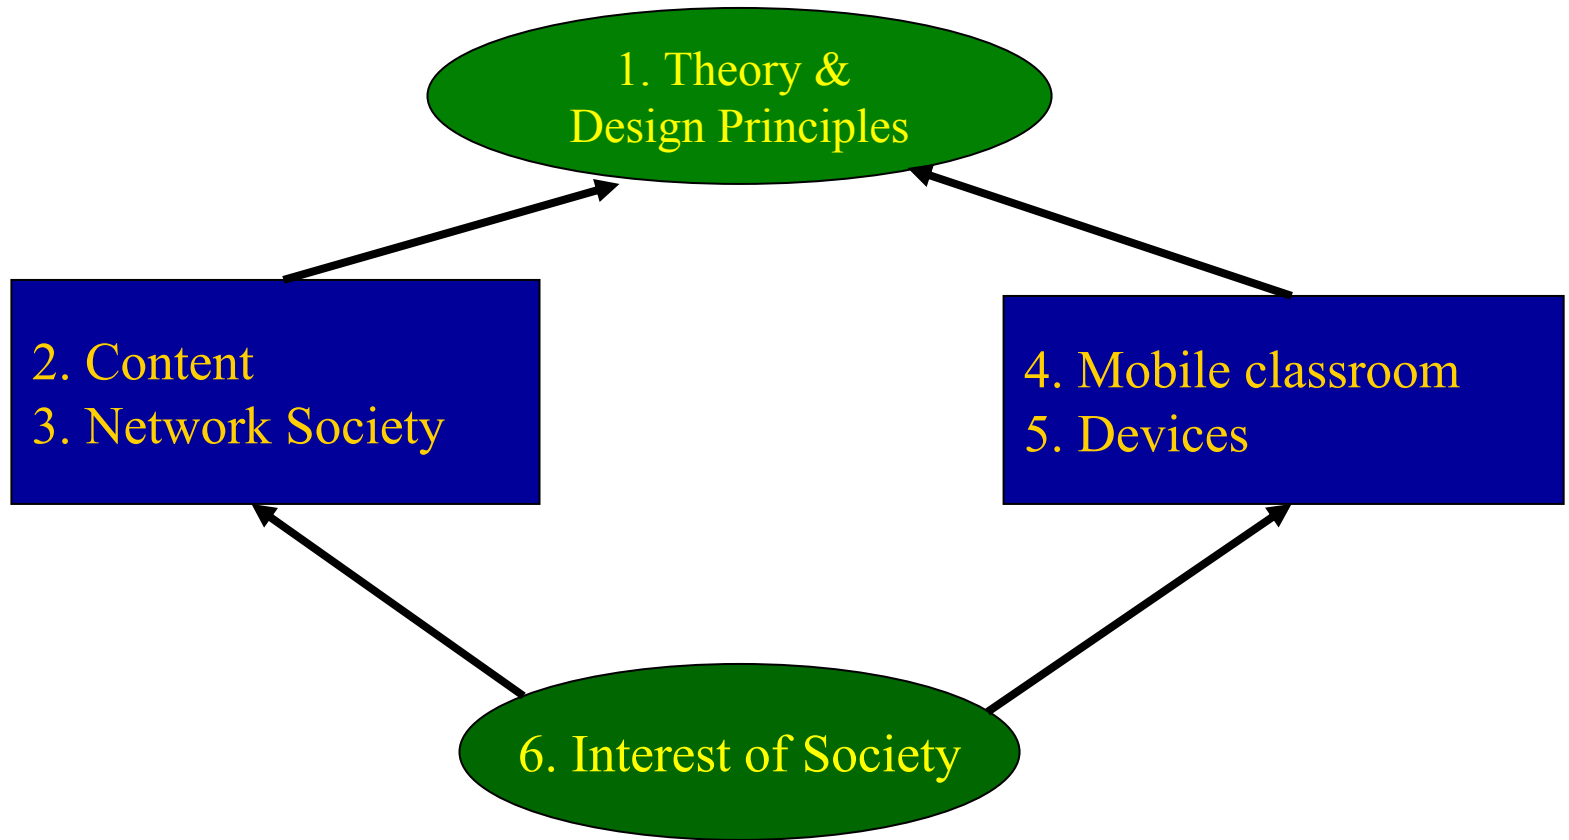 1. Theory &
Design Principles
2. Content
3. Network Society
4. Mobile classroom
5. Devices
6. Interest of Society